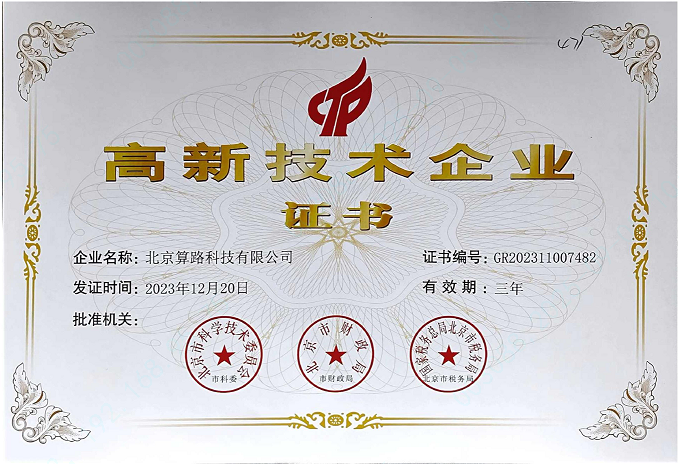 高新技术企业
证书
企业名称：北京算路科技有限公司
证书编号：GR202311007482
发证时间：2023年12月20日
有效期：三年
批准机关：
北京市科学技术委员会
市科委
北京市财政局
市财政局
国家税务总局北京市税务局
北京市税务局